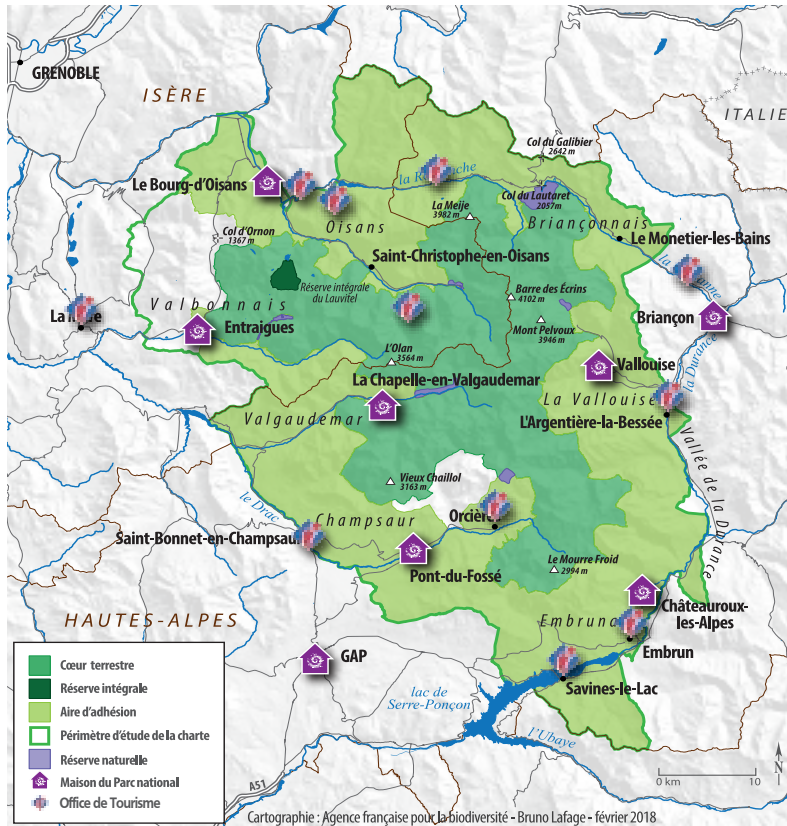 GRENOBLE
ISÈRE
ITALIE
Col du Galibier
2642 m
Le Bourg-d'Oisans
Col du Lautaret
2057m
La Meije
3982 m
Oisans
Briançonnais
Col d'Ornon
1367 m
Le Monetier-les-Bains
Saint-Christophe-en-Oisans
Réserve intégrale
du Lauvitel
Barre des Écrins
4102 m
Valbonnais
Entraigues
Mont Pelvoux
3946 m
Briançon
L'Olan
3564 m
Vallouise
la Durance
La Chapelle-en-Valgaudemar
La Vallouise
Valgaudemar
L'Argentière-la-Bessée
Vallée de la Durance
Vieux Chaillol
3163 m
le Drac
Champsaur
Saint-Bonnet-en-Champsaur
Pont-du-Fossé
Le Mourre Froid
2994 m
HAUTES-ALPES
Châteauroux-
les-Alpes
Embrun
GAP
Savines-le-Lac
lac de
Serre-Ponçon
l'Ubaye
A51
Cœur terrestre
Réserve intégrale
Aire d'adhésion
Périmètre d'étude de la charte
Réserve naturelle
Maison du Parc national
Office de Tourisme
N
0 km 10
Cartographie : Agence française pour la biodiversité - Bruno Lafage - février 2018